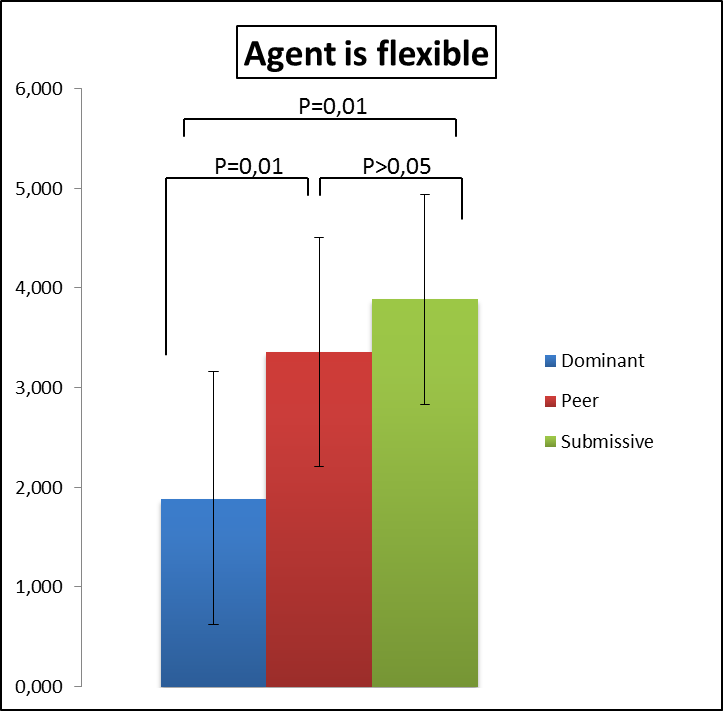 Agent is flexible
6,000
P=0,01
P=0,01 P>0,05
5,000
4,000
3,000
2,000
1,000
0,000
Dominant
Peer
Submissive